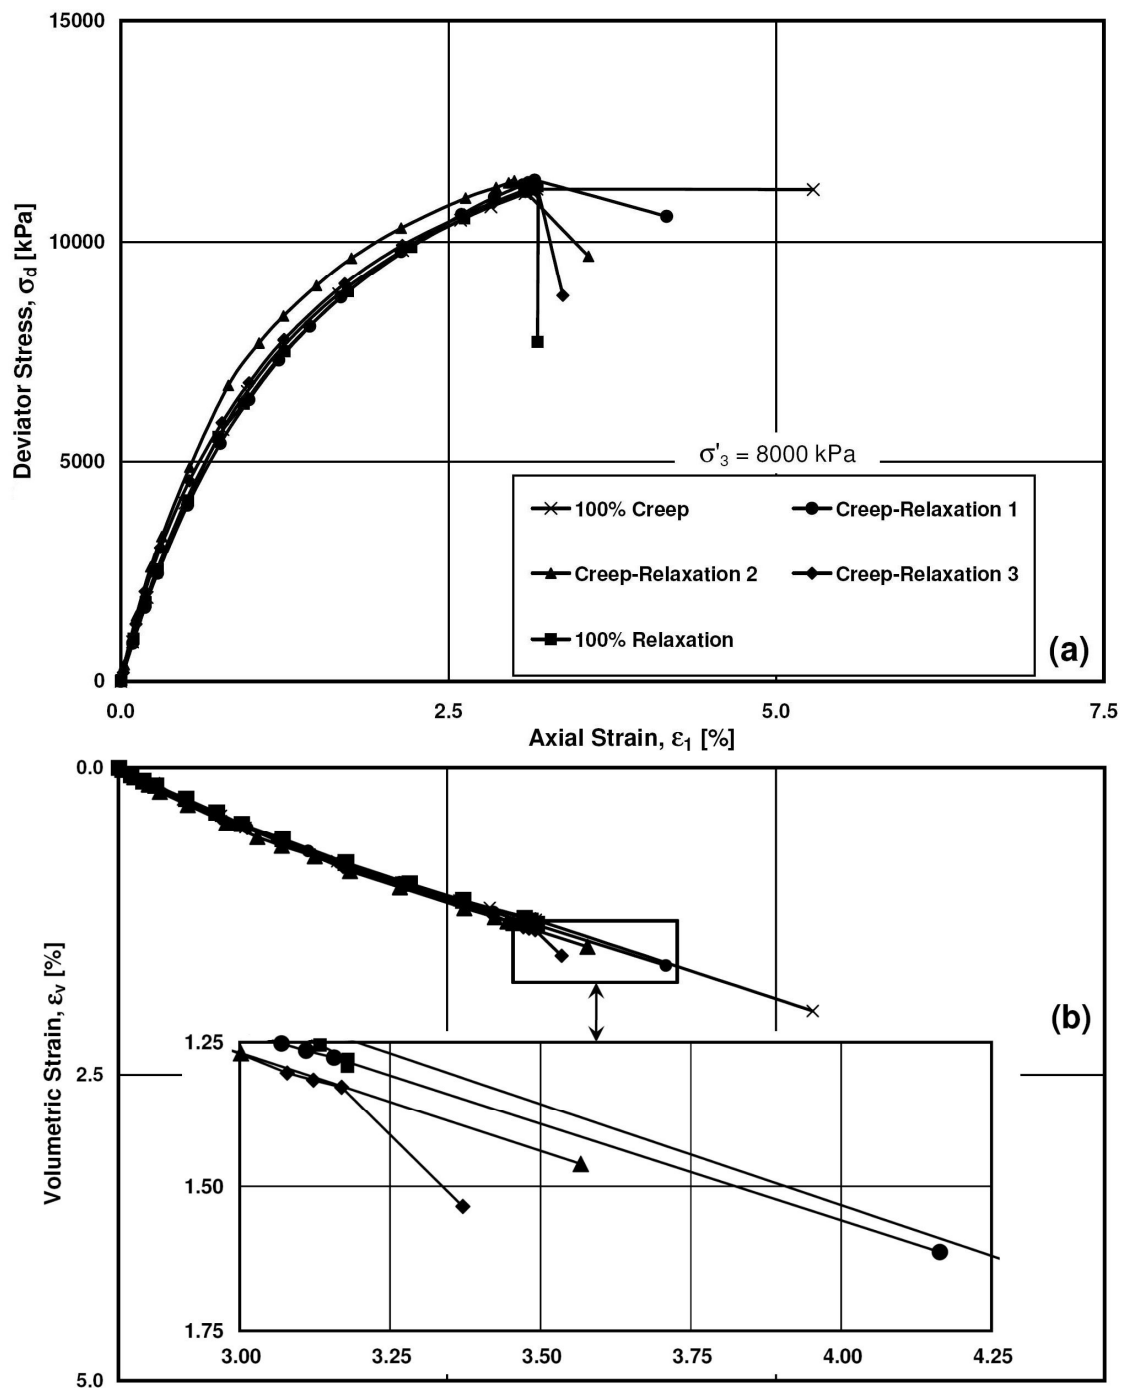 15000
10000
5000
0
Deviator Stress, σd [kPa]
σ'3 = 8000 kPa
100% Creep
Creep-Relaxation 1
Creep-Relaxation 2
Creep-Relaxation 3
100% Relaxation
(a)
0.0 2.5 5.0 7.5
Axial Strain, ε1 [%]
0.0
2.5
5.0
Volumetric Strain, εv [%]
(b)
1.25
1.50
1.75
3.00 3.25 3.50 3.75 4.00 4.25